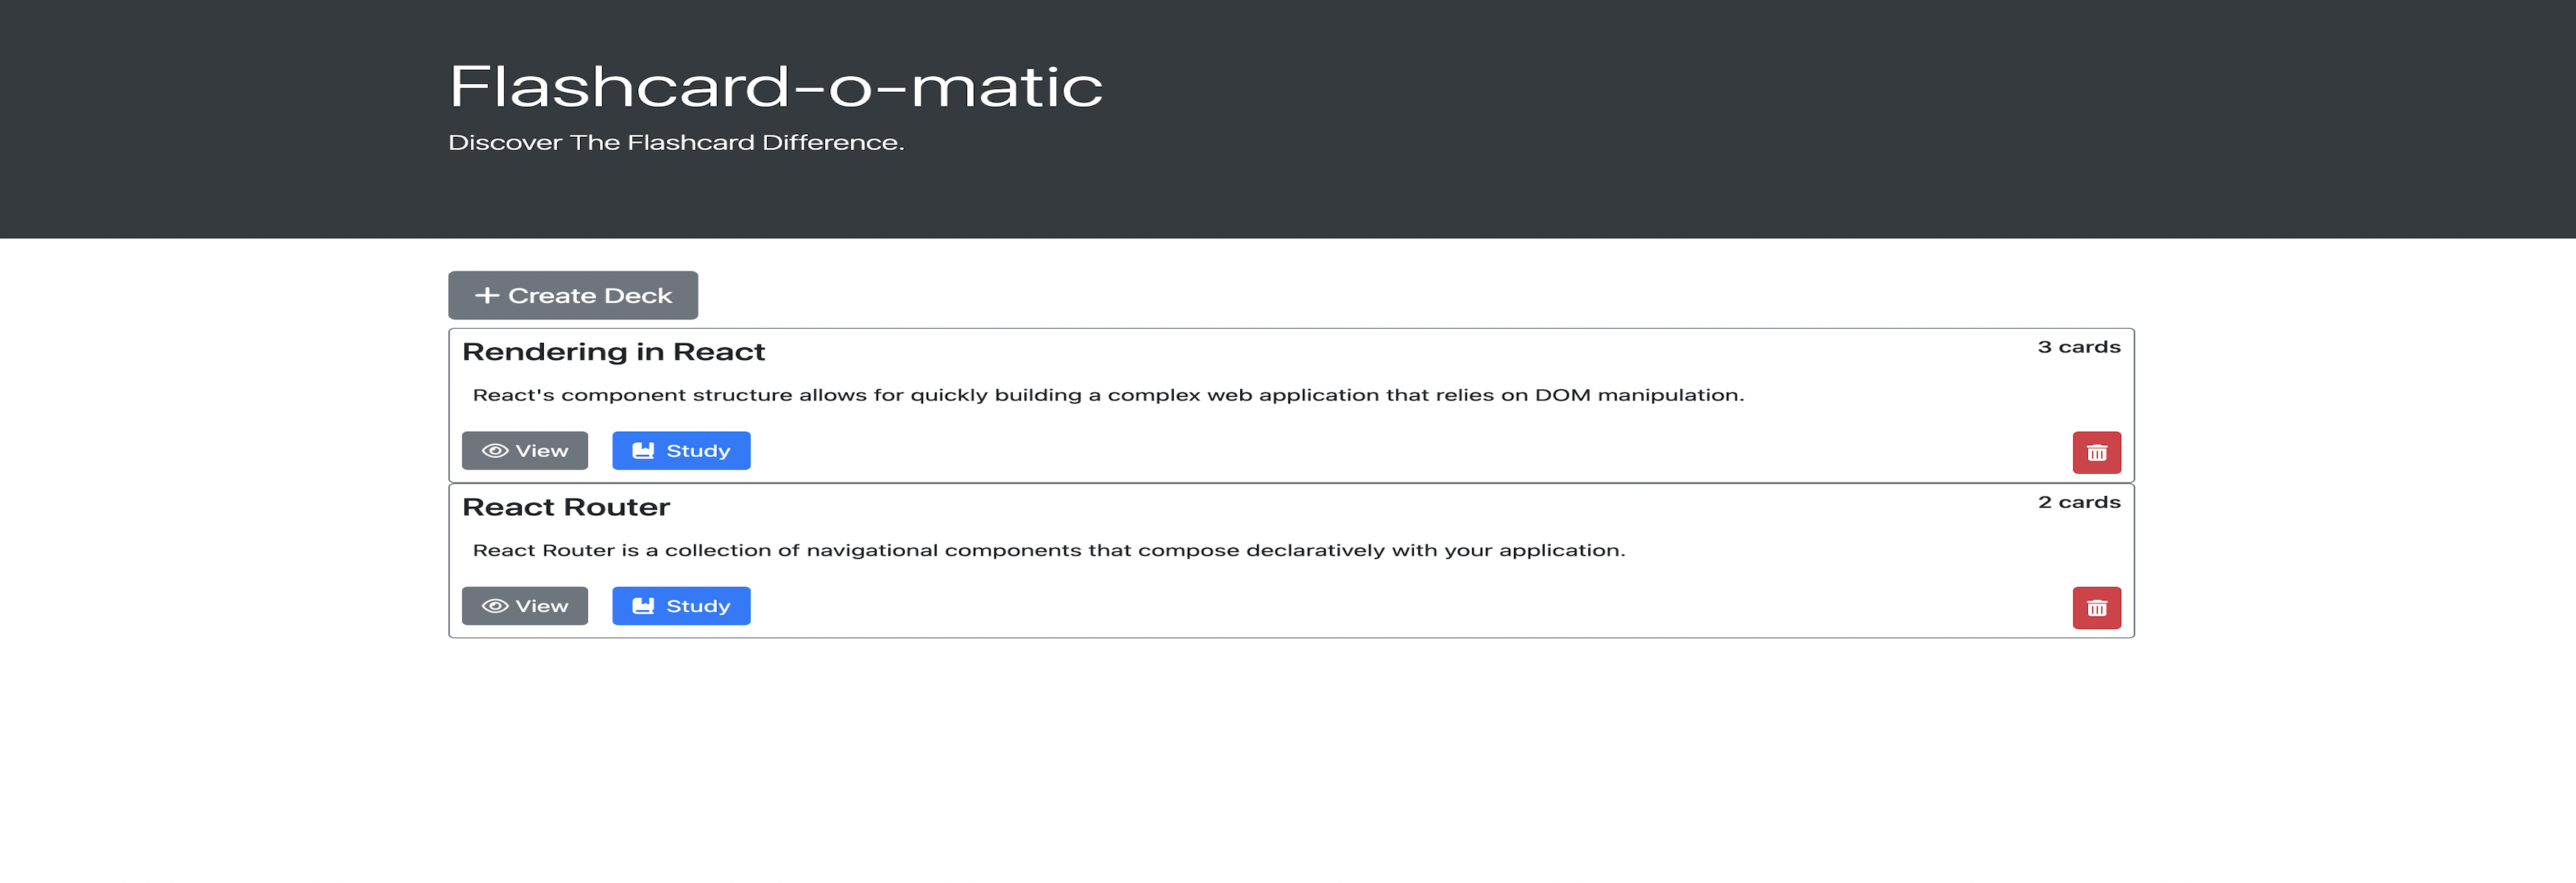 Flashcard-o-matic
Discover The Flashcard Difference.
Create Deck
Rendering in React
3 cards
React's component structure allows for quickly building a complex web application that relies on DOM manipulation.
View
Study
React Router
2 cards
React Router is a collection of navigational components that compose declaratively with your application.
View
Study